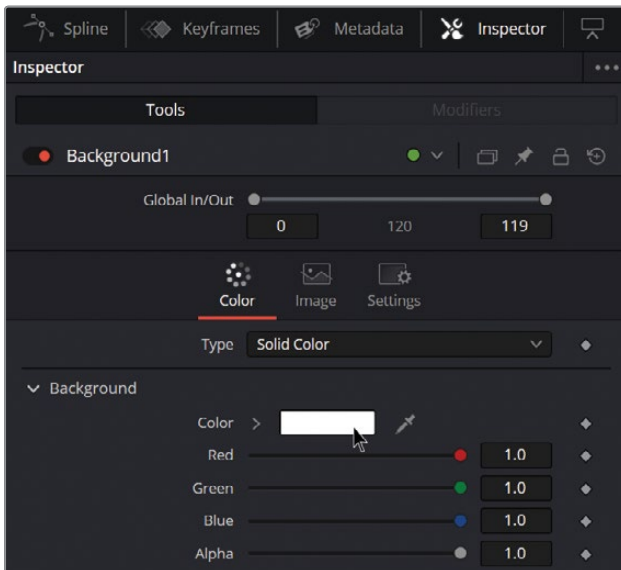 Spline Keyframes Metadata Inspector
Inspector
Tools Modifiers
Background1
Global In/Out
0 120 119
Color Image Settings
Type Solid Color
Background
Color
Red 1.0
Green 1.0
Blue 1.0
Alpha 1.0